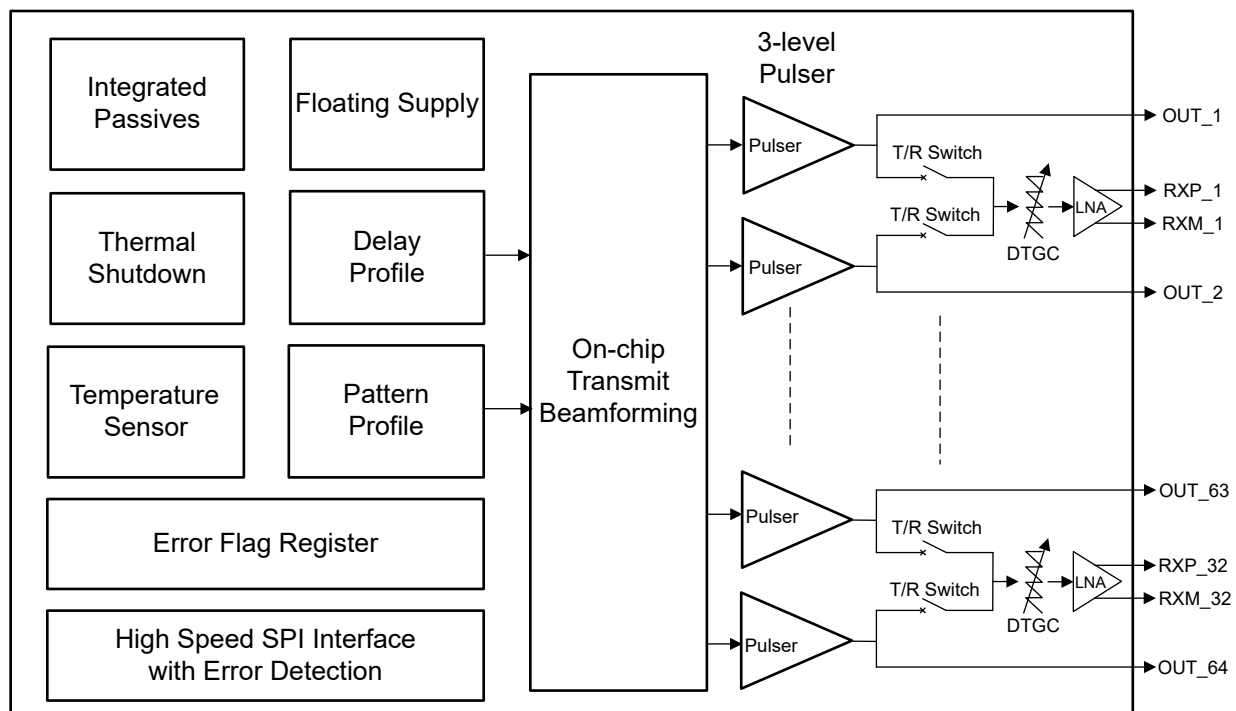 Integrated
Passives
Floating Supply
Thermal
Shutdown
Delay
Profile
Temperature
Sensor
Pattern
Profile
Error Flag Register
High Speed SPI Interface
with Error Detection
On-chip
Transmit
Beamforming
3-level
Pulser
Pulser
T/R Switch
OUT_1
RXP_1
LNA
RXM_1
T/R Switch
DTGC
Pulser
OUT_2
Pulser
OUT_63
T/R Switch
RXP_32
LNA
RXM_32
T/R Switch
DTGC
Pulser
OUT_64